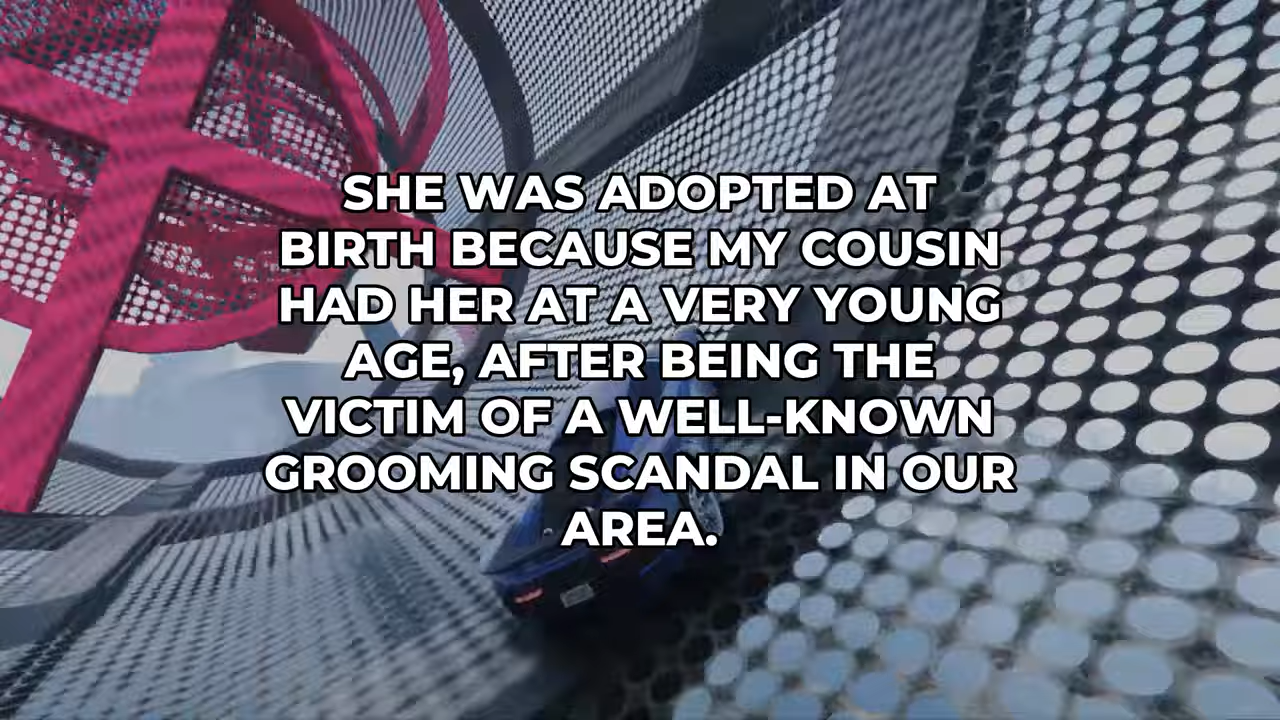 SHE WAS ADOPTED AT
BIRTH BECAUSE MY COUSIN
HAD HER AT A VERY YOUNG
AGE, AFTER BEING THE
VICTIM OF A WELL-KNOWN
GROOMING SCANDAL IN OUR
AREA.